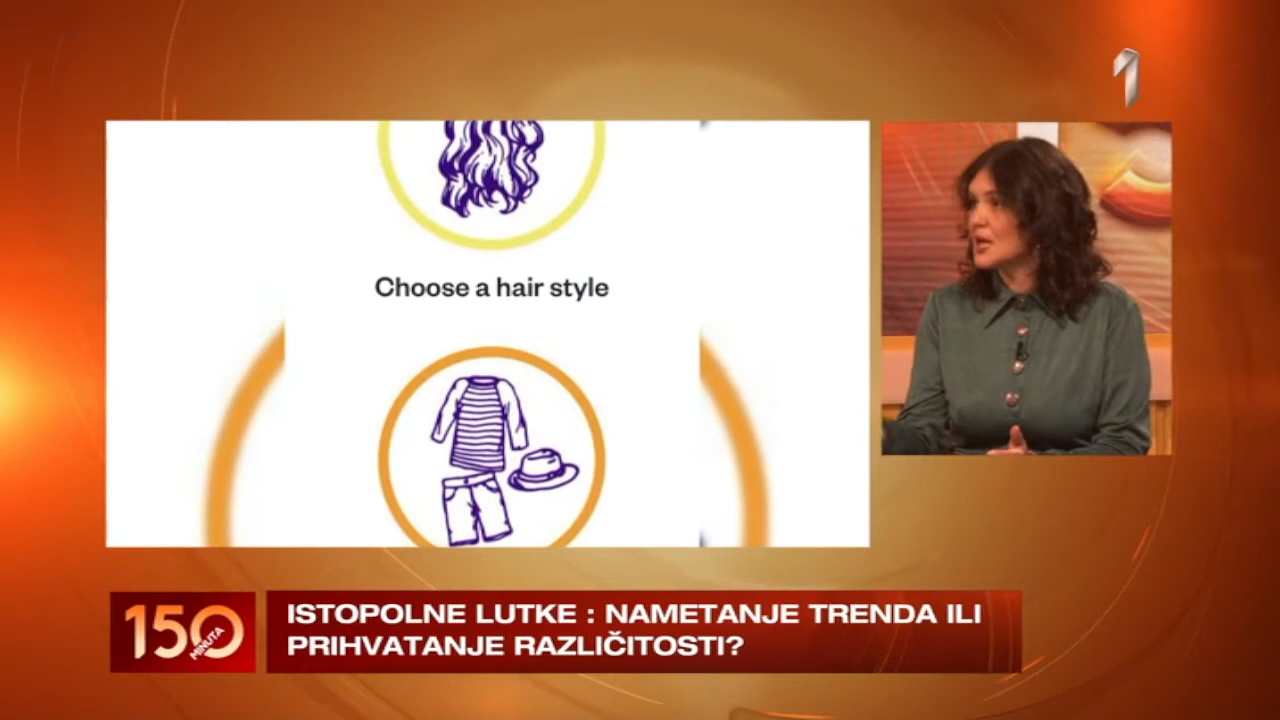 1
Choose a hair style
150
MINUTA
ISTOPOLNE LUTKE : NAMETANJE TRENDA ILI
PRIHVATANJE RAZLIČITOSTI?